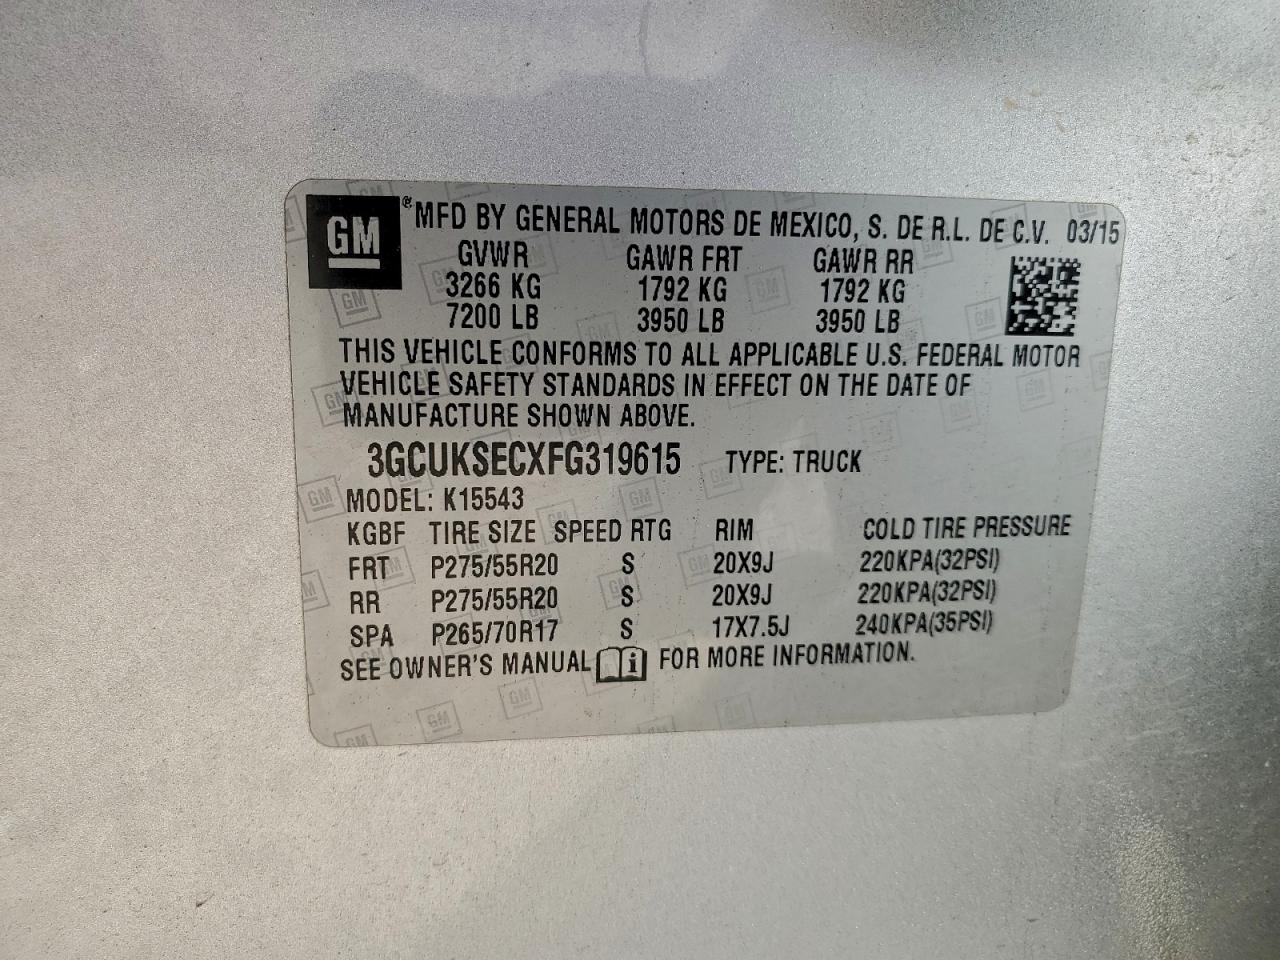 GM ® MFD BY GENERAL MOTORS DE MEXICO, S. DE R.L. DE C.V. 03/15
GVWR GAWR FRT GAWR RR
3266 KG 1792 KG 1792 KG
7200 LB 3950 LB 3950 LB
THIS VEHICLE CONFORMS TO ALL APPLICABLE U.S. FEDERAL MOTOR
VEHICLE SAFETY STANDARDS IN EFFECT ON THE DATE OF
MANUFACTURE SHOWN ABOVE.
3GCUKSECXFG319615 TYPE: TRUCK
MODEL: K15543
KGBF TIRE SIZE SPEED RTG RIM COLD TIRE PRESSURE
FRT P275/55R20 S 20X9J 220KPA(32PSI)
RR P275/55R20 S 20X9J 220KPA(32PSI)
SPA P265/70R17 S 17X7.5J 240KPA(35PSI)
SEE OWNER'S MANUAL i FOR MORE INFORMATION.